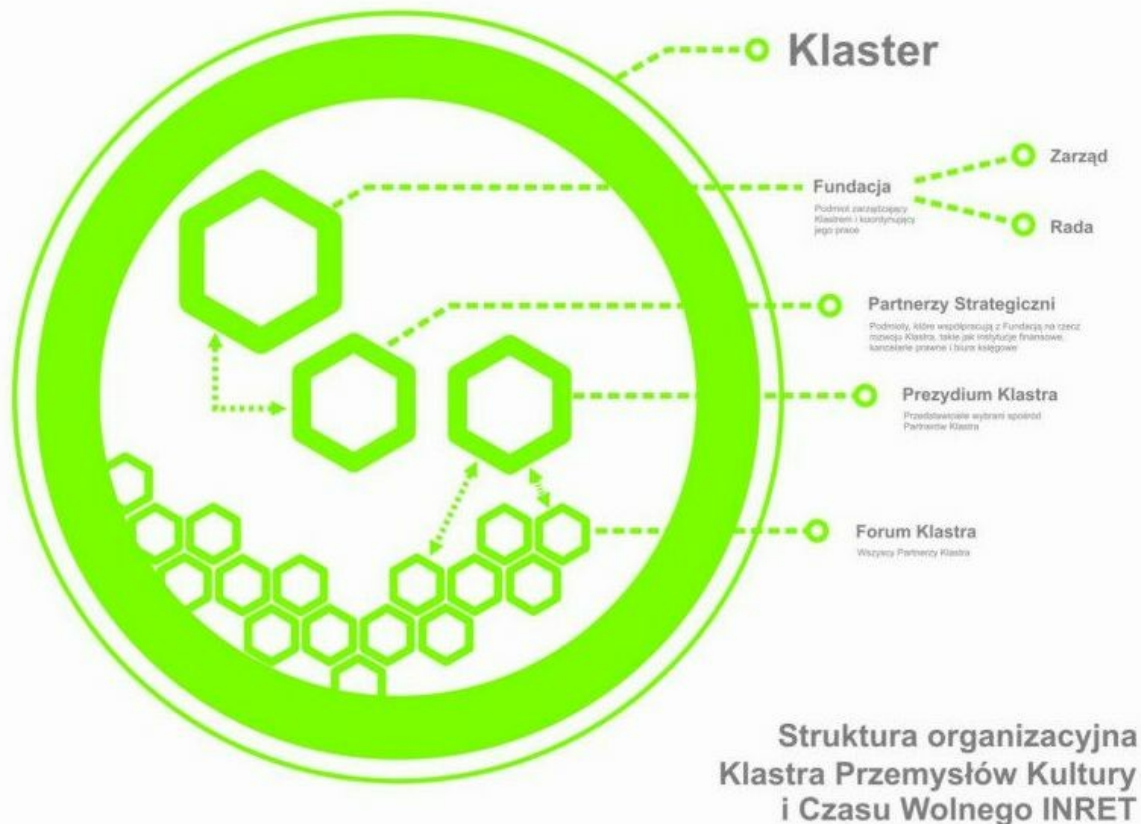 Klaster
Zarząd
Fundacja
Podmiot zarządzający
Klastrem i koordynujący
jego prace
Rada
Partnerzy Strategiczni
Podmioty, które współpracują z Fundacją na rzecz
rozwoju Klastra, takie jak instytucje finansowe,
kancelarie prawne i biura księgowe
Prezydium Klastra
Przedstawiciele wybrani spośród
Partnerów Klastra
Forum Klastra
Wszyscy Partnerzy Klastra
Struktura organizacyjna
Klastra Przemysłów Kultury
i Czasu Wolnego INRET